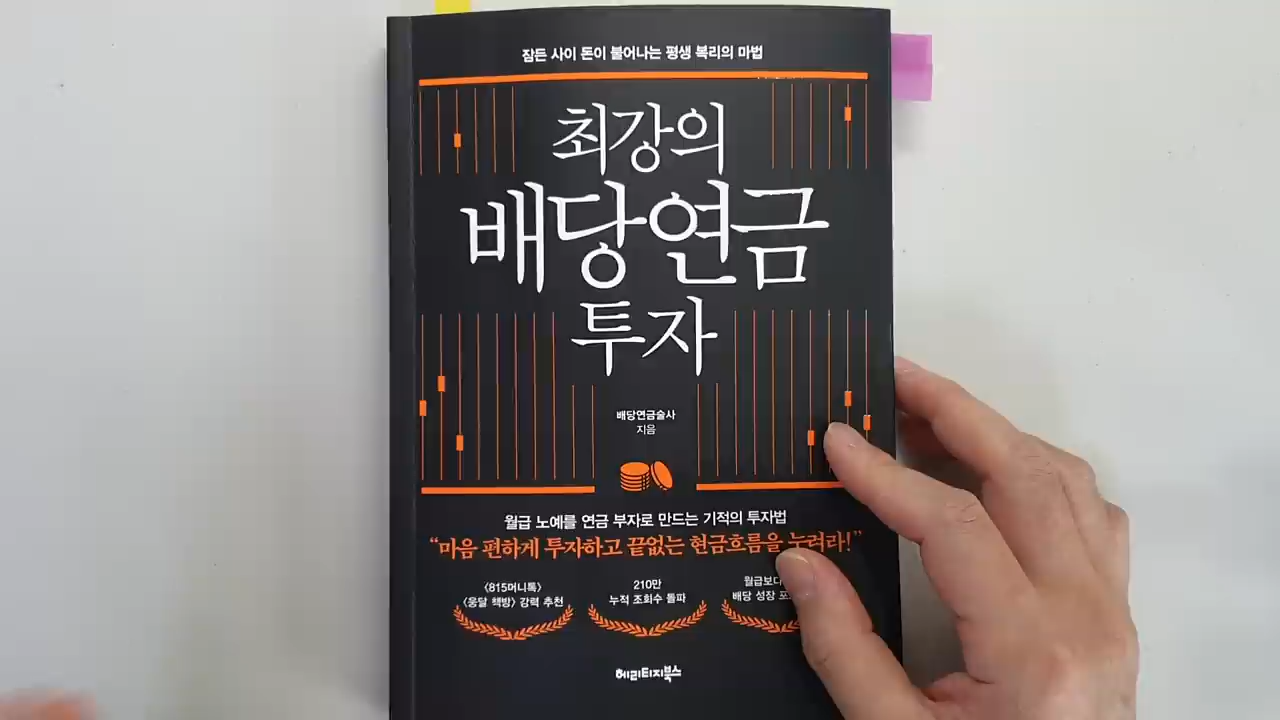 잠든 사이 돈이 불어나는 평생 복리의 마법
최강의
배당연금
투자
배당연금술사
지음
월급 노예를 연금 부자로 만드는 기적의 투자법
“마음 편하게 투자하고 끝없는 현금흐름을 누려라!”
〈815머니톡〉
〈웅달 책방〉 강력 추천
210만
누적 조회수 돌파
월급보다
배당 성장
헤리티지북스